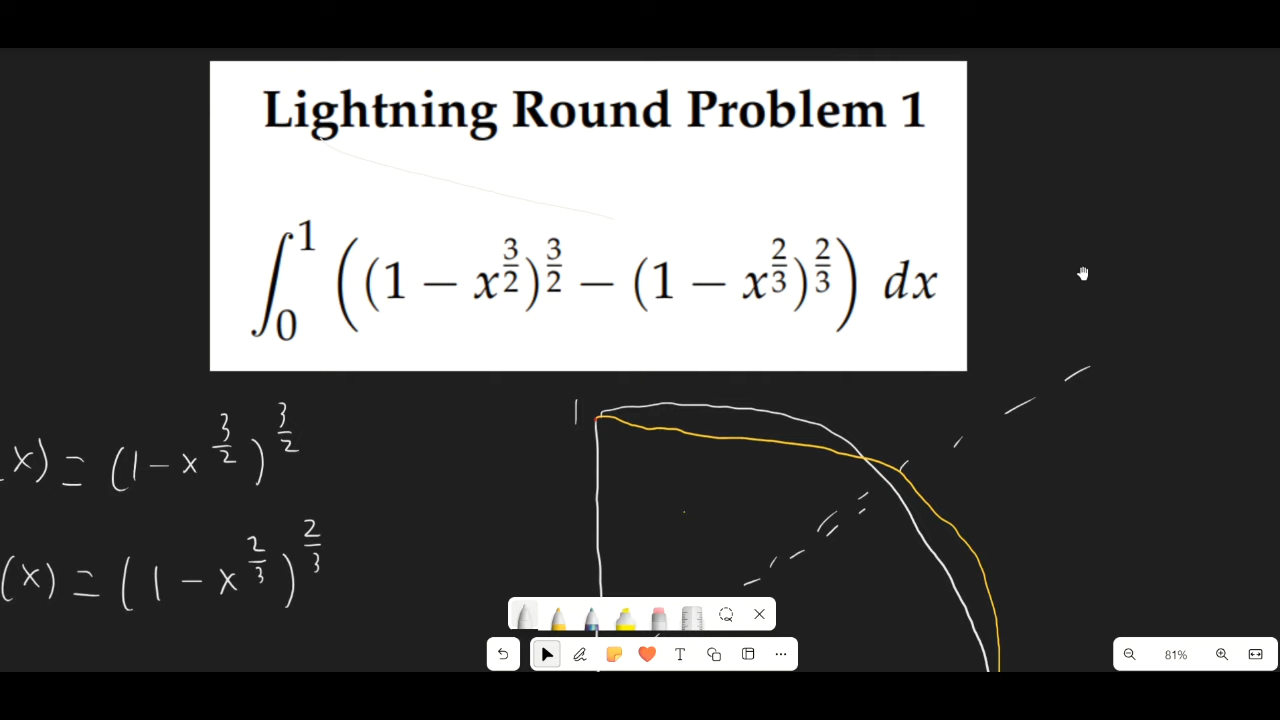 Lightning Round Problem 1
∫₀¹ ((1 − x^{3/2})^{3/2} − (1 − x^{2/3})^{2/3}) dx
1
x) = (1 − x^{3/2})^{3/2}
(x) = (1 − x^{2/3})^{2/3}
T
81%